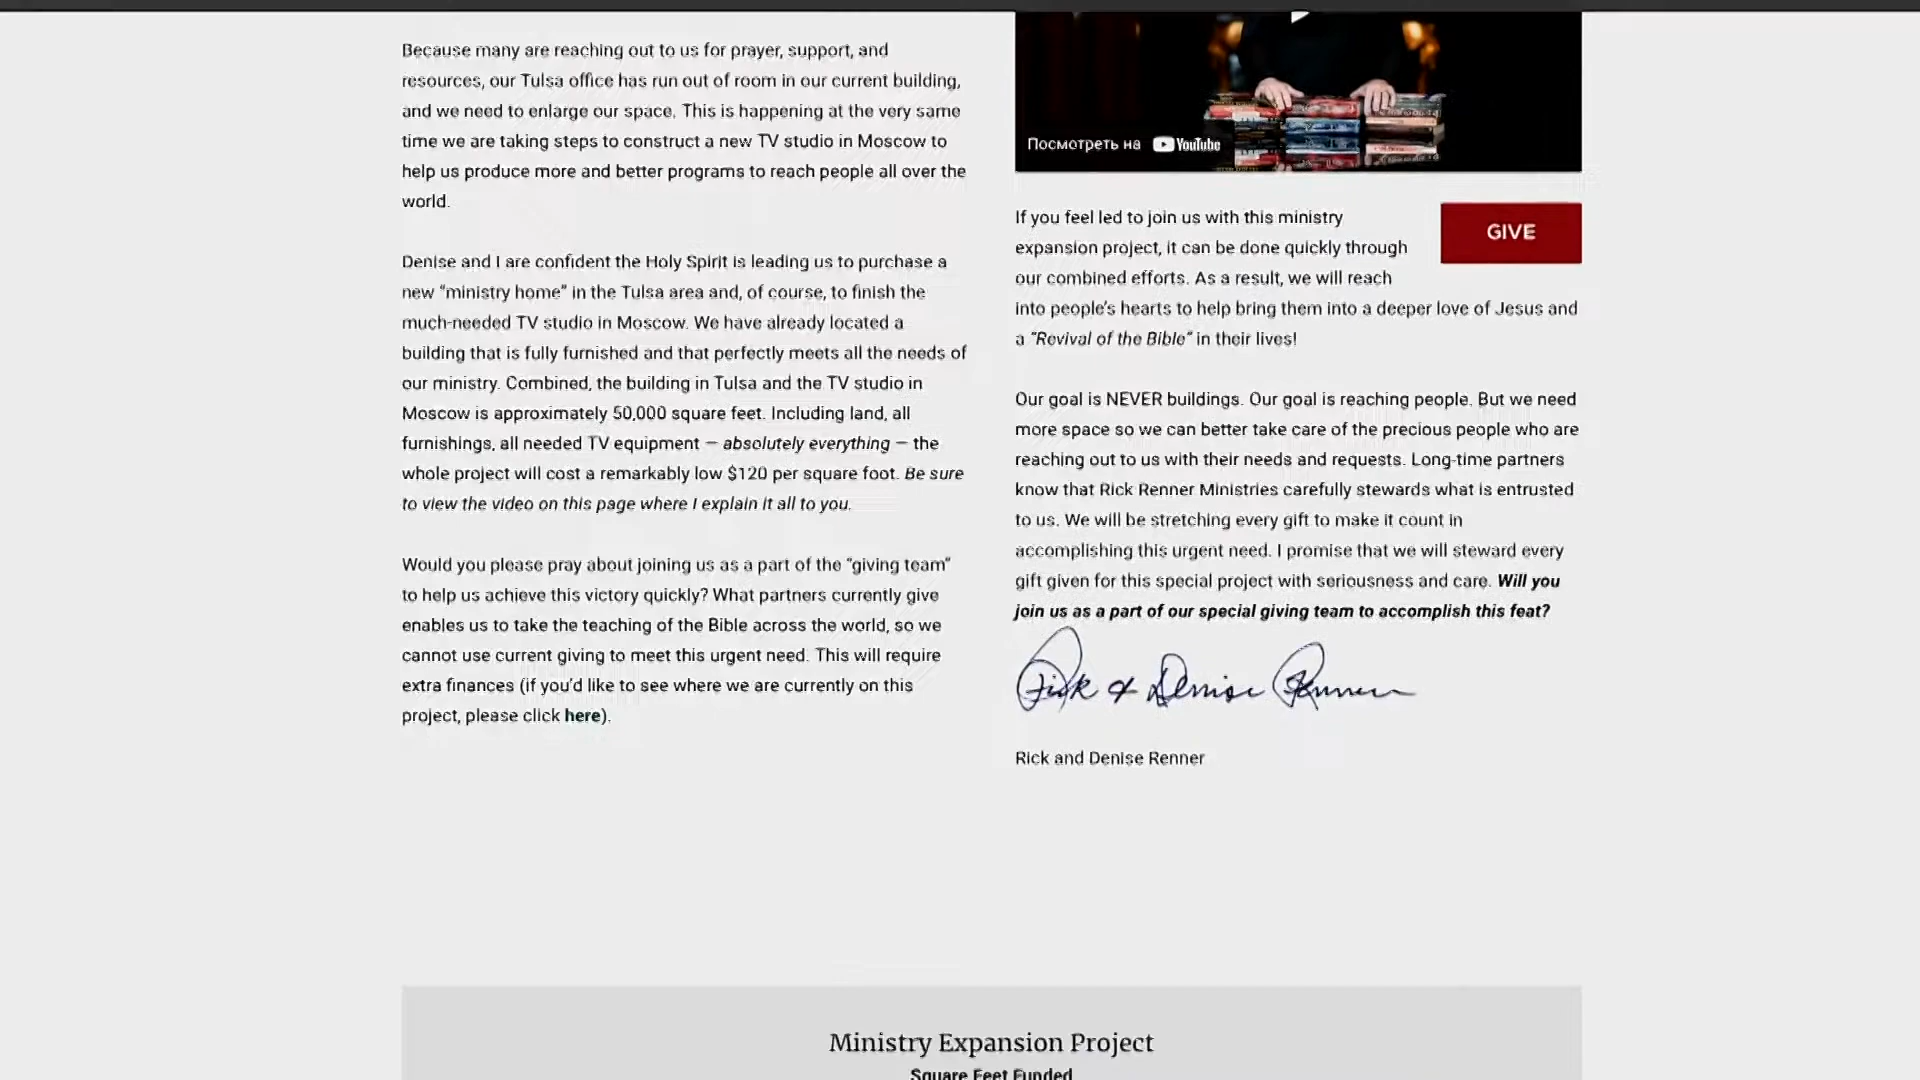 Because many are reaching out to us for prayer, support, and
resources, our Tulsa office has run out of room in our current building,
and we need to enlarge our space. This is happening at the very same
time we are taking steps to construct a new TV studio in Moscow to
help us produce more and better programs to reach people all over the
world.
Denise and I are confident the Holy Spirit is leading us to purchase a
new “ministry home” in the Tulsa area and, of course, to finish the
much-needed TV studio in Moscow. We have already located a
building that is fully furnished and that perfectly meets all the needs of
our ministry. Combined, the building in Tulsa and the TV studio in
Moscow is approximately 50,000 square feet. Including land, all
furnishings, all needed TV equipment — absolutely everything — the
whole project will cost a remarkably low $120 per square foot. Be sure
to view the video on this page where I explain it all to you.
Would you please pray about joining us as a part of the “giving team”
to help us achieve this victory quickly? What partners currently give
enables us to take the teaching of the Bible across the world, so we
cannot use current giving to meet this urgent need. This will require
extra finances (if you’d like to see where we are currently on this
project, please click here).
Посмотреть на YouTube
If you feel led to join us with this ministry
expansion project, it can be done quickly through
our combined efforts. As a result, we will reach
into people’s hearts to help bring them into a deeper love of Jesus and
a “Revival of the Bible” in their lives!
GIVE
Our goal is NEVER buildings. Our goal is reaching people. But we need
more space so we can better take care of the precious people who are
reaching out to us with their needs and requests. Long-time partners
know that Rick Renner Ministries carefully stewards what is entrusted
to us. We will be stretching every gift to make it count in
accomplishing this urgent need. I promise that we will steward every
gift given for this special project with seriousness and care. Will you
join us as a part of our special giving team to accomplish this feat?
Rick & Denise Renner
Rick and Denise Renner
Ministry Expansion Project
Square Feet Funded